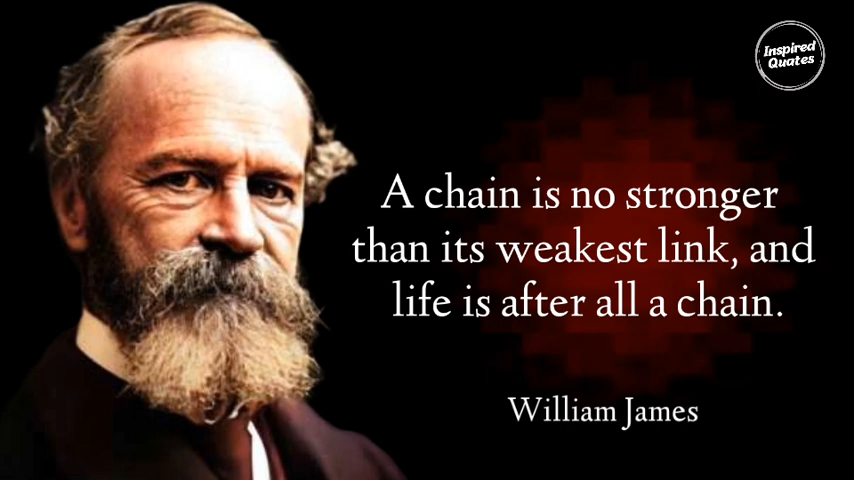 Inspired
Quates
A chain is no stronger
than its weakest link, and
life is after all a chain.
William James